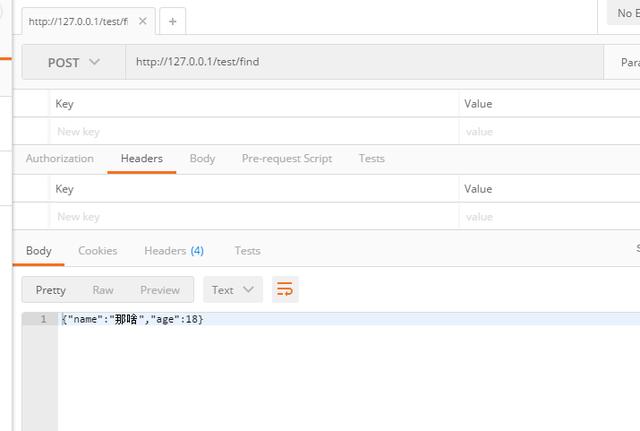 http://127.0.0.1/test/fi
No E
POST http://127.0.0.1/test/find Para
Key Value
New key value
Authorization Headers Body Pre-request Script Tests
Key Value
New key value
Body Cookies Headers (4) Tests S
Pretty Raw Preview Text
1 {"name":"那啥","age":18}